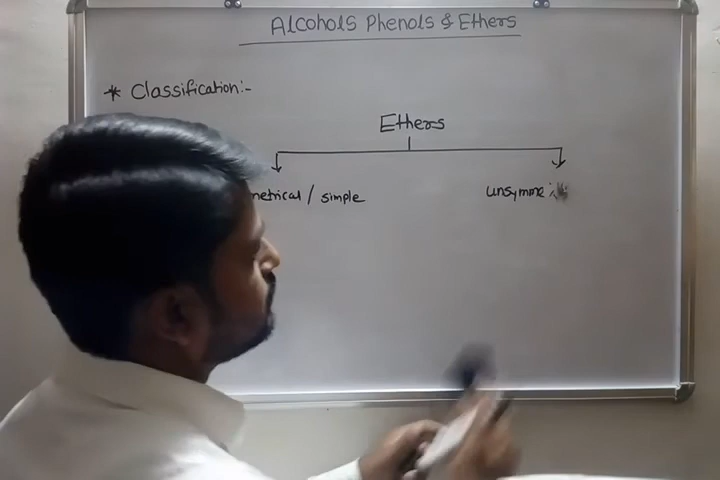 Alcohols Phenols & Ethers
* Classification:-
Ethers
metrical / simple unsymme